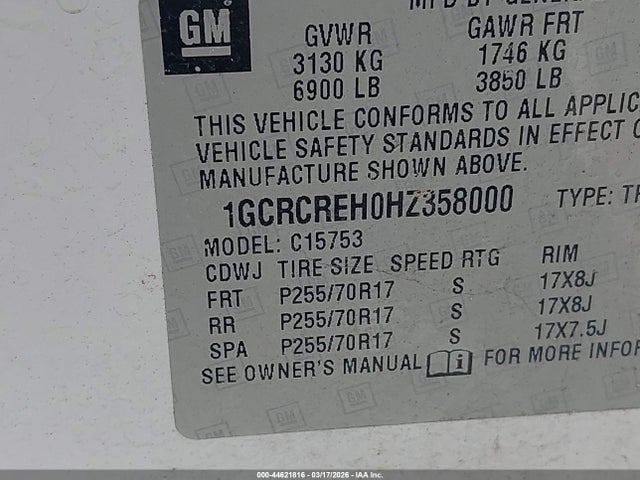 GM
MFD BY GENERAL
GVWR GAWR FRT
3130 KG 1746 KG
6900 LB 3850 LB
THIS VEHICLE CONFORMS TO ALL APPLIC
VEHICLE SAFETY STANDARDS IN EFFECT O
MANUFACTURE SHOWN ABOVE.
1GCRCREH0HZ358000 TYPE: TR
MODEL: C15753
CDWJ TIRE SIZE SPEED RTG RIM
FRT P255/70R17 S 17X8J
RR P255/70R17 S 17X8J
SPA P255/70R17 S 17X7.5J
SEE OWNER'S MANUAL i FOR MORE INFOR
000-44621816 | 03/17/2026 - IAA Inc.